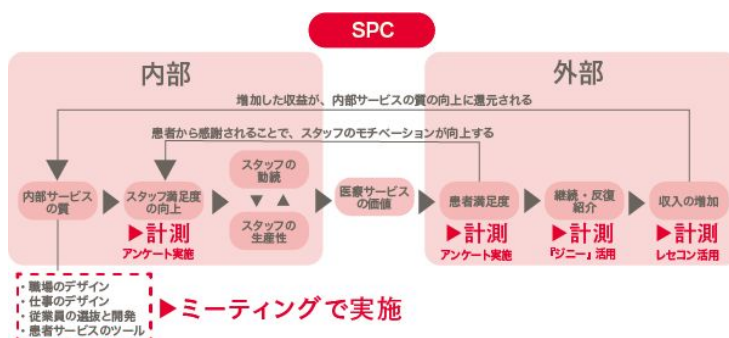 SPC
内部
外部
増加した収益が、内部サービスの質の向上に還元される
患者から感謝されることで、スタッフのモチベーションが向上する
内部サービス
の質
スタッフ満足度
の向上
スタッフの
勤続
スタッフの
生産性
医療サービス
の価値
患者満足度
継続・反復
紹介
収入の増加
▶計測
アンケート実施
▶計測
アンケート実施
▶計測
『ジニー』活用
▶計測
レセコン活用
・職場のデザイン
・仕事のデザイン
・従業員の選抜と開発
・患者サービスのツール
▶ミーティングで実施